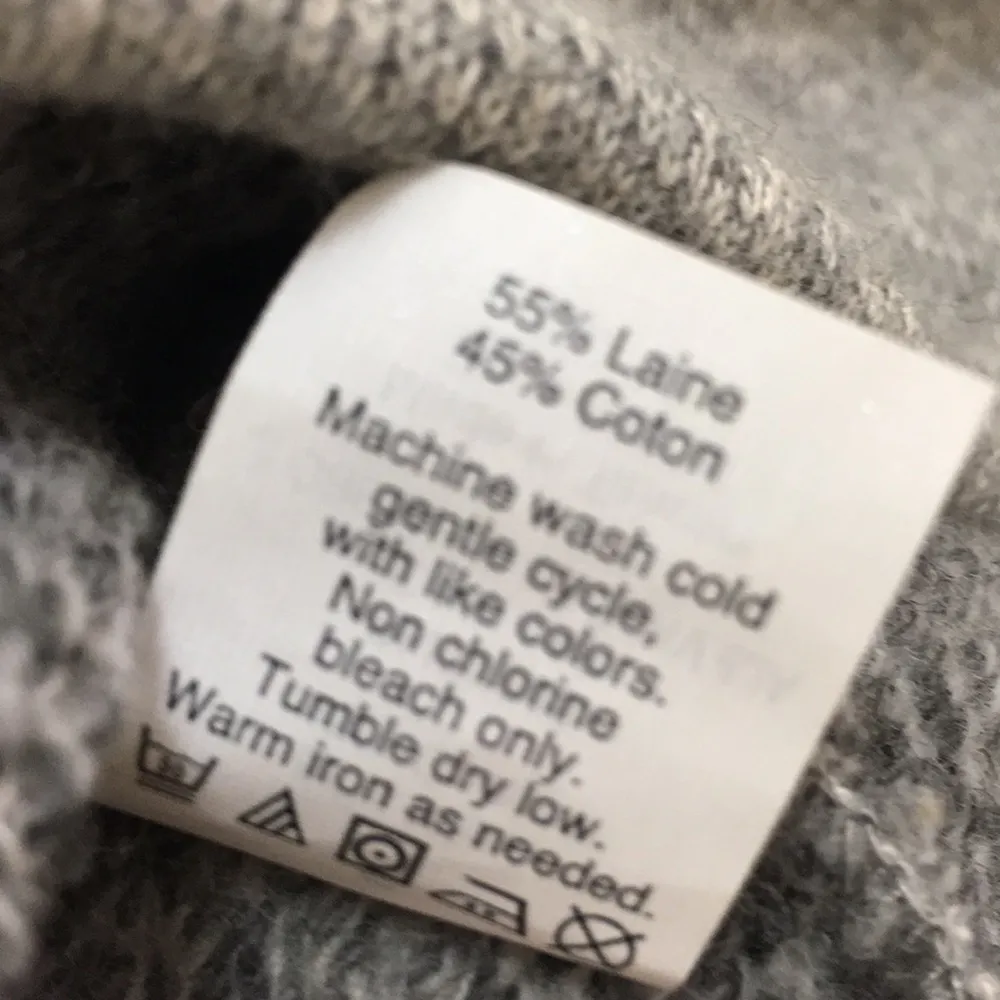 55% Laine
45% Coton
Machine wash cold
gentle cycle,
with like colors.
Non chlorine
bleach only.
Tumble dry low.
Warm iron as needed.